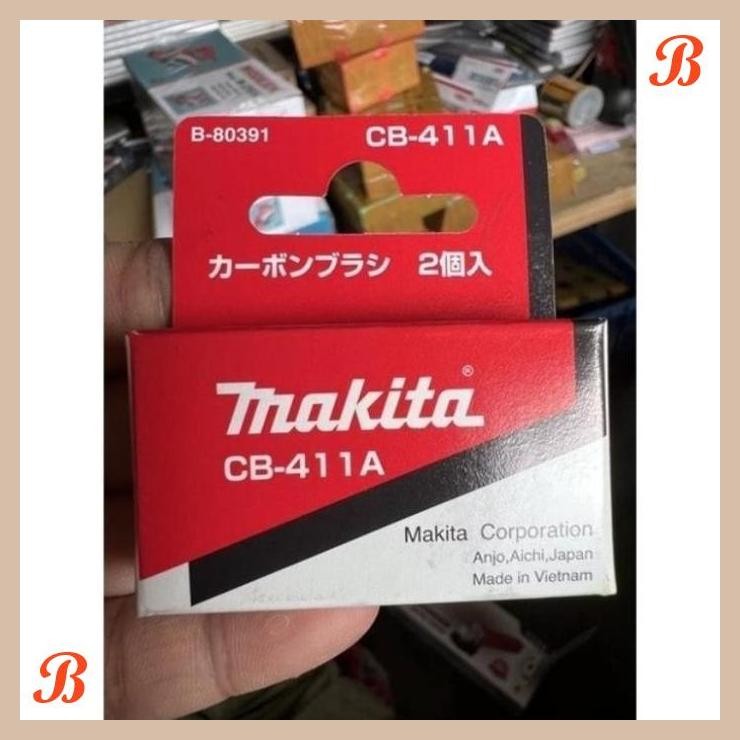 B
B-80391 CB-411A
カーボンブラシ 2個入
makita®
CB-411A
Makita Corporation
Anjo,Aichi,Japan
Made in Vietnam
B